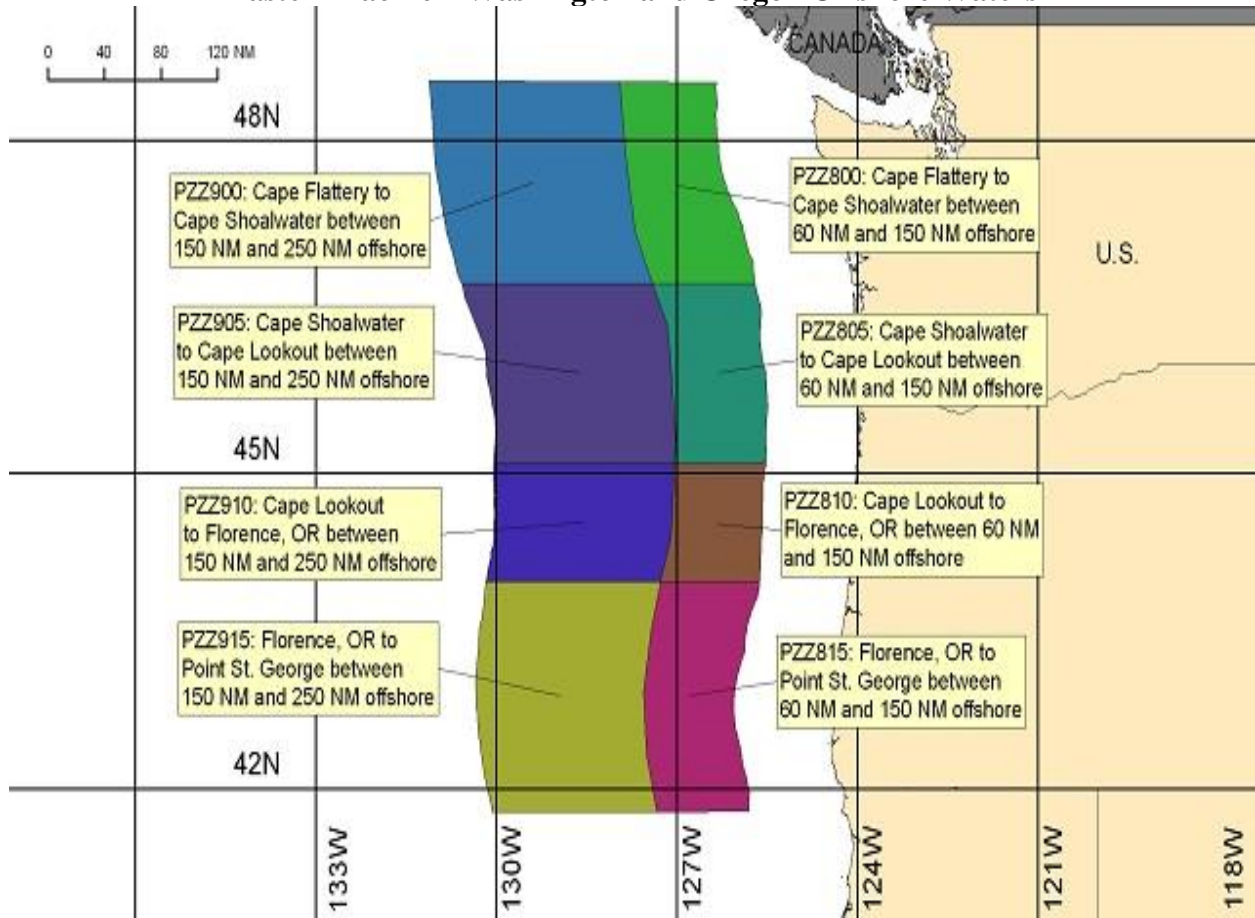 0 40 80 120 NM
CANADA
48N
PZZ900: Cape Flattery to
Cape Shoalwater between
150 NM and 250 NM offshore
PZZ800: Cape Flattery to
Cape Shoalwater between
60 NM and 150 NM offshore
U.S.
PZZ905: Cape Shoalwater
to Cape Lookout between
150 NM and 250 NM offshore
PZZ805: Cape Shoalwater
to Cape Lookout between
60 NM and 150 NM offshore
45N
PZZ910: Cape Lookout
to Florence, OR between
150 NM and 250 NM offshore
PZZ810: Cape Lookout to
Florence, OR between 60 NM
and 150 NM offshore
PZZ915: Florence, OR to
Point St. George between
150 NM and 250 NM offshore
PZZ815: Florence, OR to
Point St. George between
60 NM and 150 NM offshore
42N
133W
130W
127W
124W
121W
118W